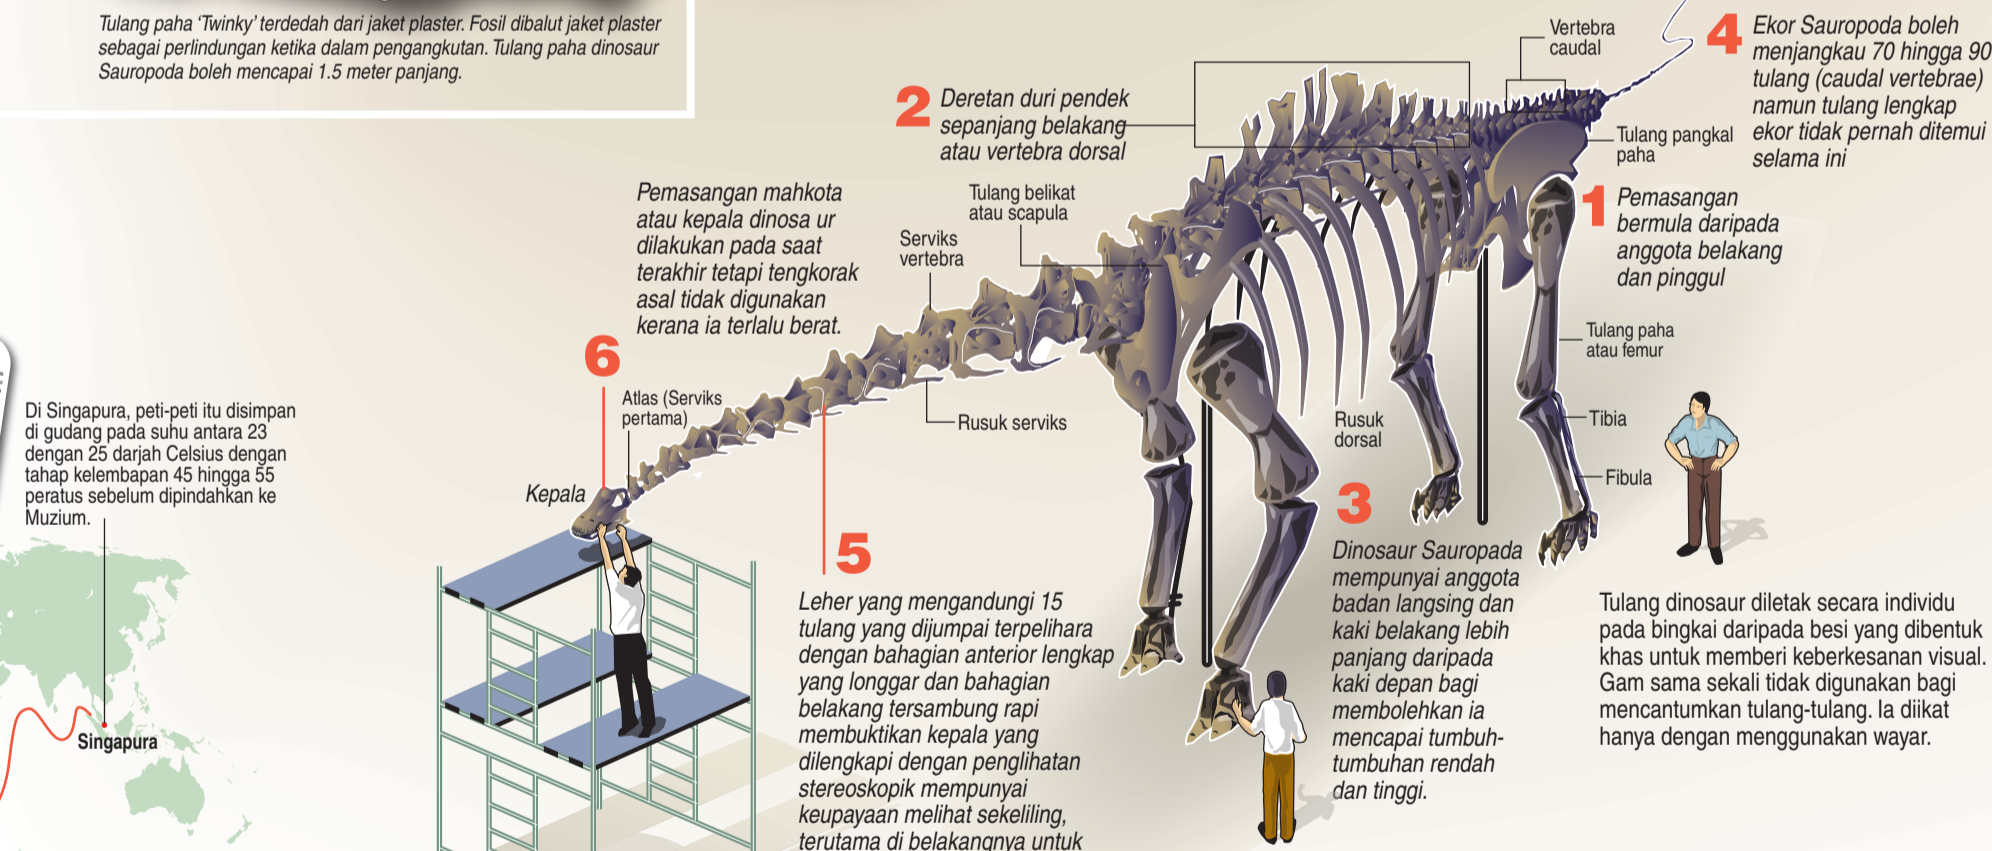 Tulang paha ‘Twinky’ terdedah dari jaket plaster. Fosil dibalut jaket plaster
sebagai perlindungan ketika dalam pengangkutan. Tulang paha dinosaur
Sauropoda boleh mencapai 1.5 meter panjang.
4
Ekor Sauropoda boleh
menjangkau 70 hingga 90
tulang (caudal vertebrae)
namun tulang lengkap
ekor tidak pernah ditemui
selama ini
Vertebra
caudal
2
Deretan duri pendek
sepanjang belakang
atau vertebra dorsal
Tulang pangkal
paha
1
Pemasangan
bermula daripada
anggota belakang
dan pinggul
Pemasangan mahkota
atau kepala dinosa ur
dilakukan pada saat
terakhir tetapi tengkorak
asal tidak digunakan
kerana ia terlalu berat.
6
Tulang belikat
atau scapula
Serviks
vertebra
Tulang paha
atau femur
Atlas (Serviks
pertama)
Rusuk serviks
Rusuk
dorsal
Tibia
Fibula
Kepala
Di Singapura, peti-peti itu disimpan
di gudang pada suhu antara 23
dengan 25 darjah Celsius dengan
tahap kelembapan 45 hingga 55
peratus sebelum dipindahkan ke
Muzium.
Singapura
5
Leher yang mengandungi 15
tulang yang dijumpai terpelihara
dengan bahagian anterior lengkap
yang longgar dan bahagian
belakang tersambung rapi
membuktikan kepala yang
dilengkapi dengan penglihatan
stereoskopik mempunyai
keupayaan melihat sekeliling,
terutama di belakangnya untuk
3
Dinosaur Sauropada
mempunyai anggota
badan langsing dan
kaki belakang lebih
panjang daripada
kaki depan bagi
membolehkan ia
mencapai tumbuh-
tumbuhan rendah
dan tinggi.
Tulang dinosaur diletak secara individu
pada bingkai daripada besi yang dibentuk
khas untuk memberi keberkesanan visual.
Gam sama sekali tidak digunakan bagi
mencantumkan tulang-tulang. Ia diikat
hanya dengan menggunakan wayar.